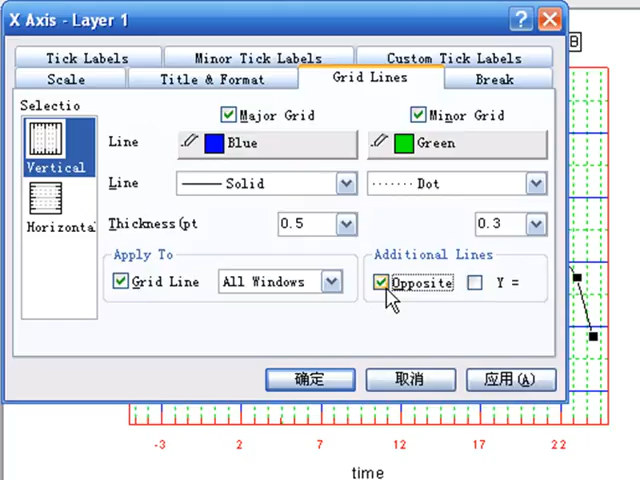 X Axis - Layer 1
Tick Labels
Minor Tick Labels
Custom Tick Labels
Scale
Title & Format
Grid Lines
Break
Selectio
Vertical
Horizonta
Major Grid
Minor Grid
Line
Blue
Green
Line
Solid
Dot
Thickness(pt
0.5
0.3
Apply To
Additional Lines
Grid Line
All Windows
Opposite
Y =
确定
取消
应用(A)
B
-3
2
7
12
17
22
time